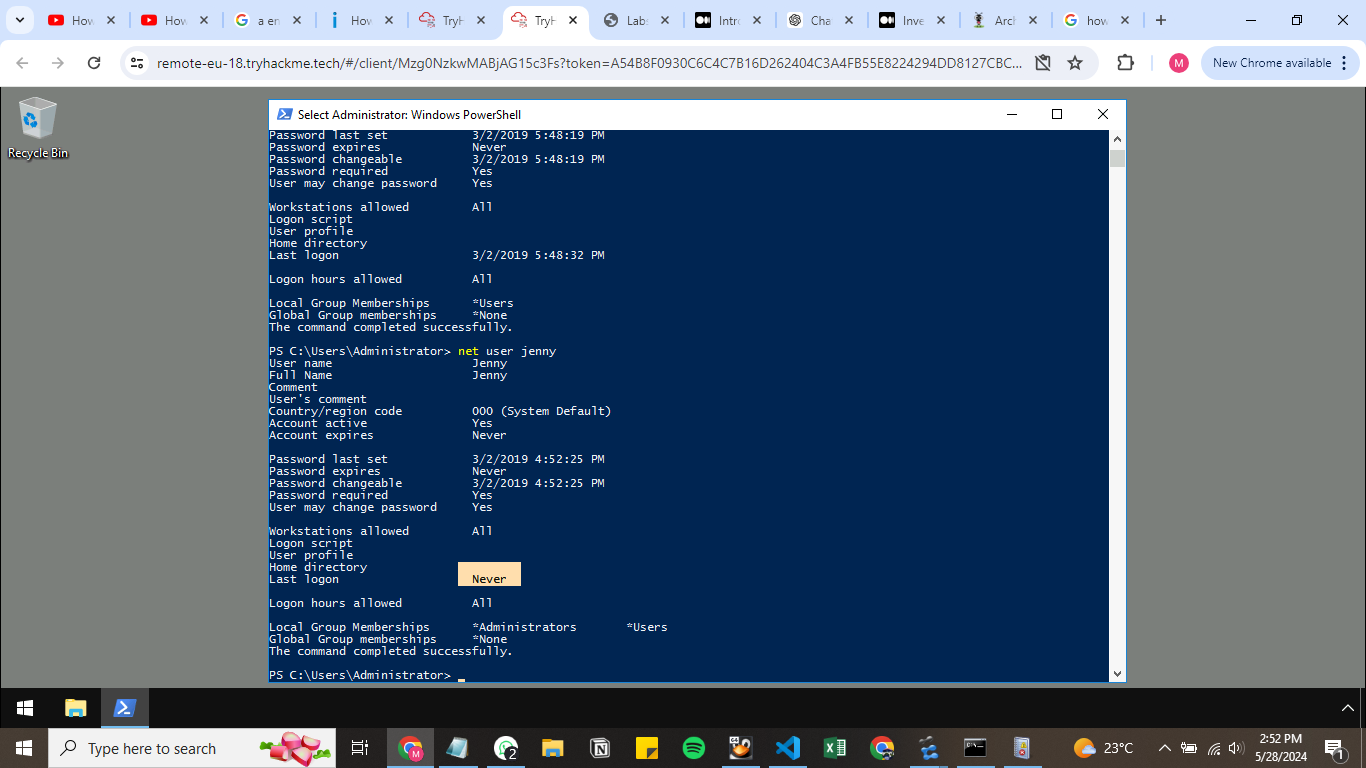 How
How
a en
How
TryH
TryH
Labs
Intro
Cha
Inve
Arch
how
remote-eu-18.tryhackme.tech/#/client/Mzg0NzkwMABjAG15c3Fs?token=A54B8F0930C6C4C7B16D262404C3A4FB55E8224294DD8127CBC...
M
New Chrome available
Recycle Bin
Select Administrator: Windows PowerShell
Password last set 3/2/2019 5:48:19 PM
Password expires Never
Password changeable 3/2/2019 5:48:19 PM
Password required Yes
User may change password Yes
Workstations allowed All
Logon script
User profile
Home directory
Last logon 3/2/2019 5:48:32 PM
Logon hours allowed All
Local Group Memberships *Users
Global Group memberships *None
The command completed successfully.
PS C:\Users\Administrator> net user jenny
User name Jenny
Full Name Jenny
Comment
User's comment
Country/region code 000 (System Default)
Account active Yes
Account expires Never
Password last set 3/2/2019 4:52:25 PM
Password expires Never
Password changeable 3/2/2019 4:52:25 PM
Password required Yes
User may change password Yes
Workstations allowed All
Logon script
User profile
Home directory
Last logon Never
Logon hours allowed All
Local Group Memberships *Administrators *Users
Global Group memberships *None
The command completed successfully.
PS C:\Users\Administrator>
Type here to search
M
2
23°C
2:52 PM
5/28/2024
1